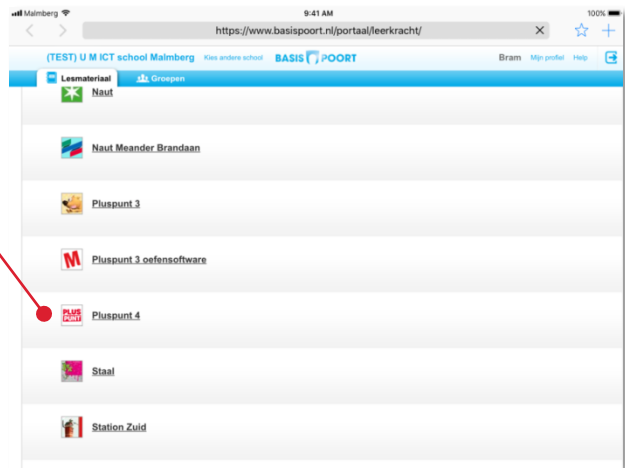 Malmberg 9:41 AM 100%
https://www.basispoort.nl/portaal/leerkracht/
(TEST) U M ICT school Malmberg Kies andere school BASIS POORT Bram Mijn profiel Help
Lesmateriaal Groepen
Naut
Naut Meander Brandaan
Pluspunt 3
M Pluspunt 3 oefensoftware
PLUS
PUNT
Pluspunt 4
Staal
Station Zuid